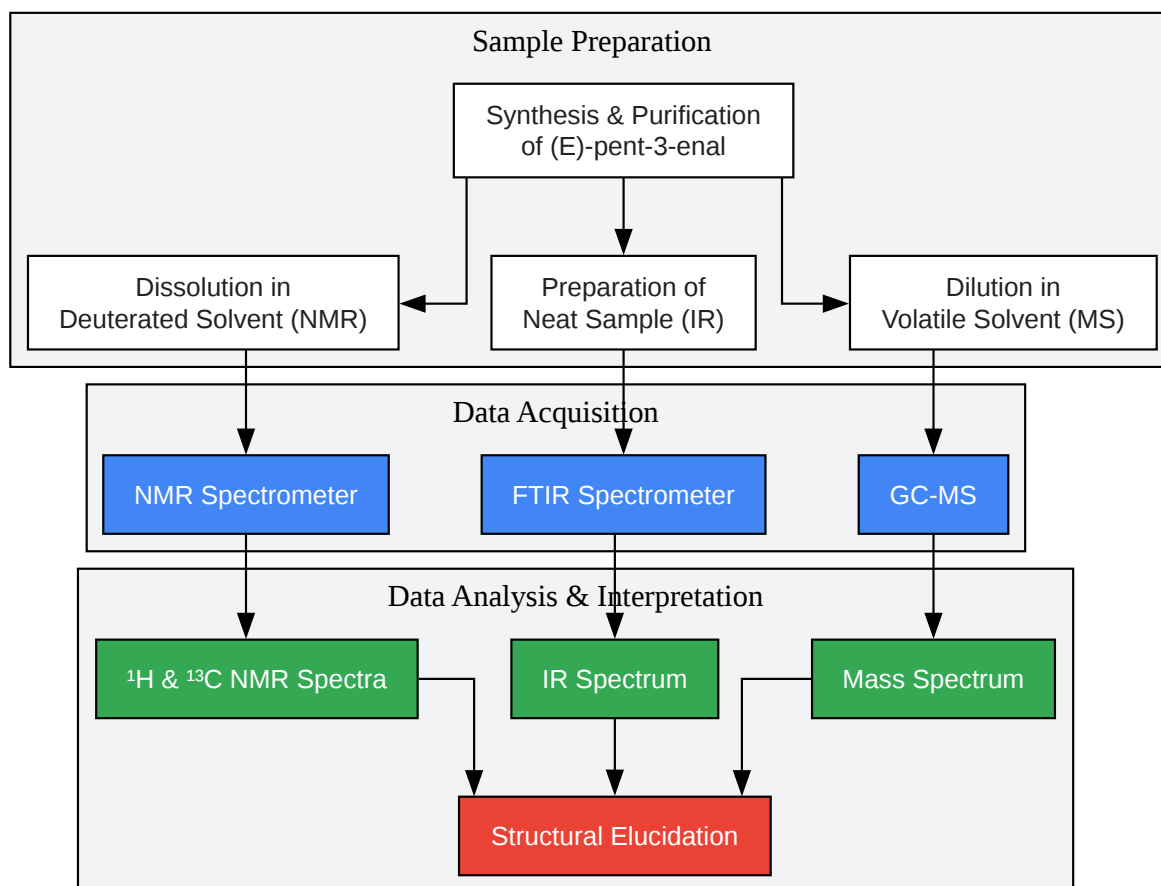 Sample Preparation
Synthesis & Purification
of (E)-pent-3-enal
Dissolution in
Deuterated Solvent (NMR)
Preparation of
Neat Sample (IR)
Dilution in
Volatile Solvent (MS)
Data Acquisition
NMR Spectrometer
FTIR Spectrometer
GC-MS
Data Analysis & Interpretation
¹H & ¹³C NMR Spectra
IR Spectrum
Mass Spectrum
Structural Elucidation